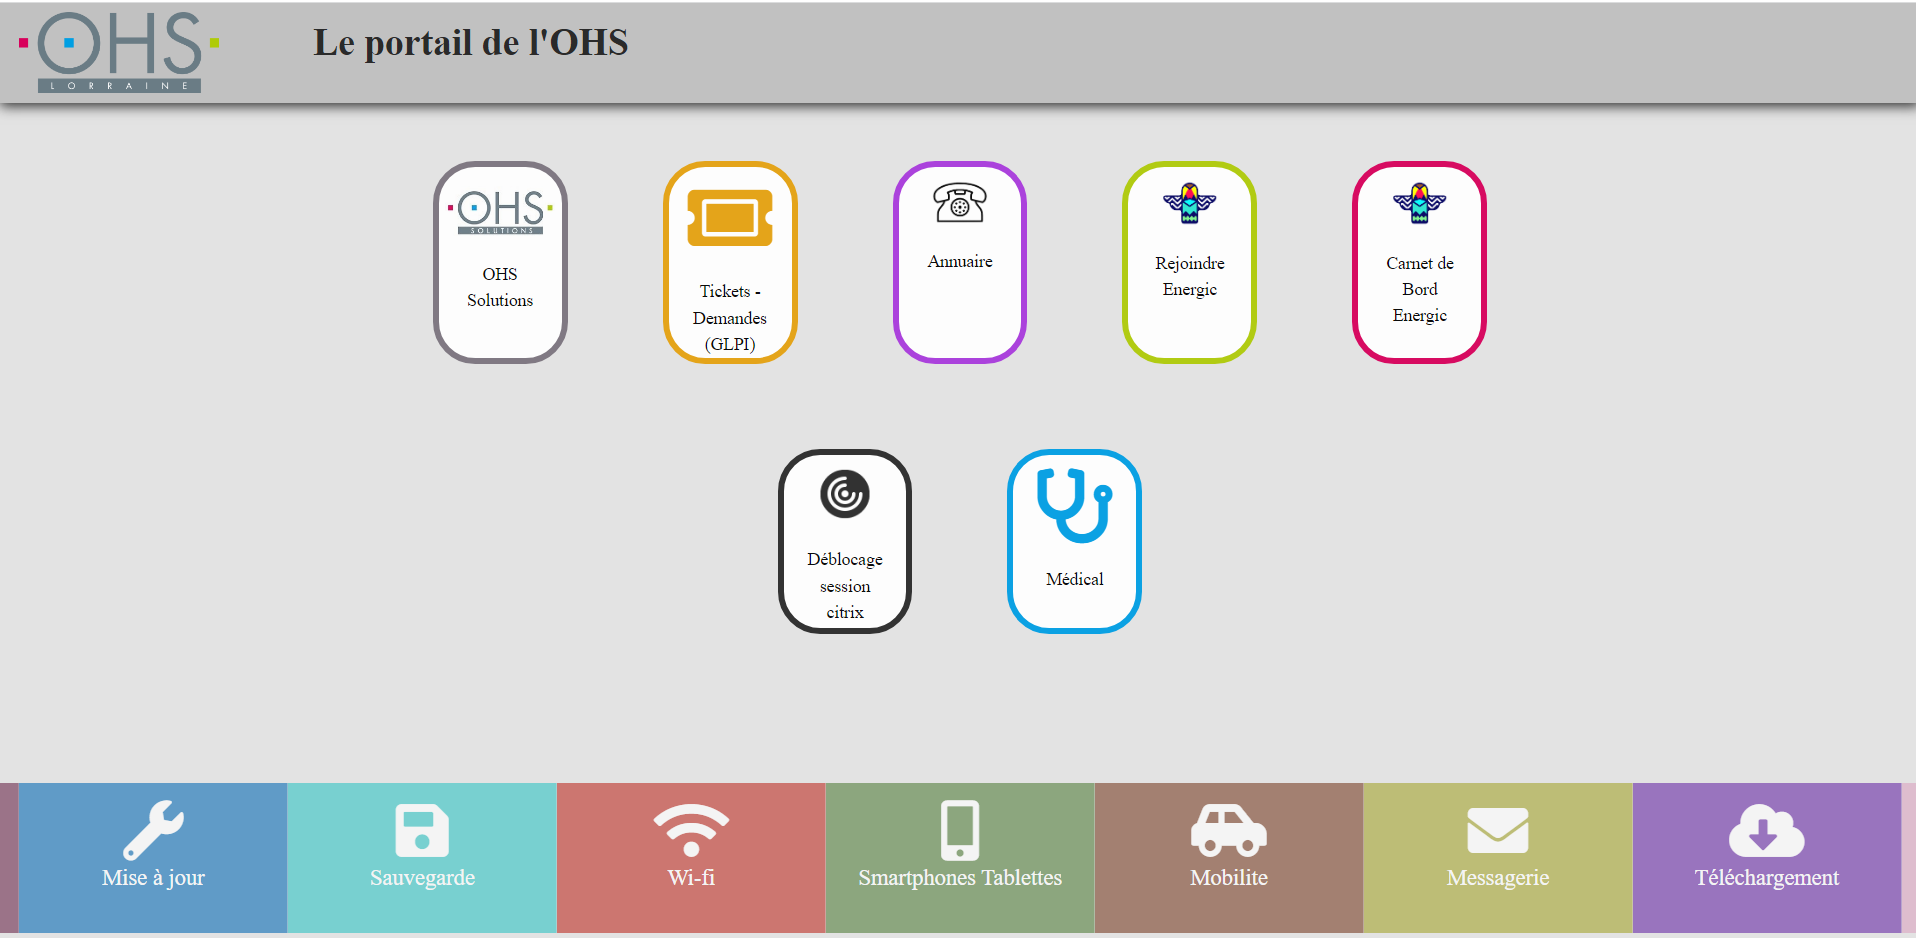 OHS
LORRAINE
Le portail de l'OHS
OHS
SOLUTIONS
OHS
Solutions
Tickets -
Demandes
(GLPI)
Annuaire
Rejoindre
Energic
Carnet de
Bord
Energic
Déblocage
session
citrix
Médical
Mise à jour
Sauvegarde
Wi-fi
Smartphones Tablettes
Mobilite
Messagerie
Téléchargement